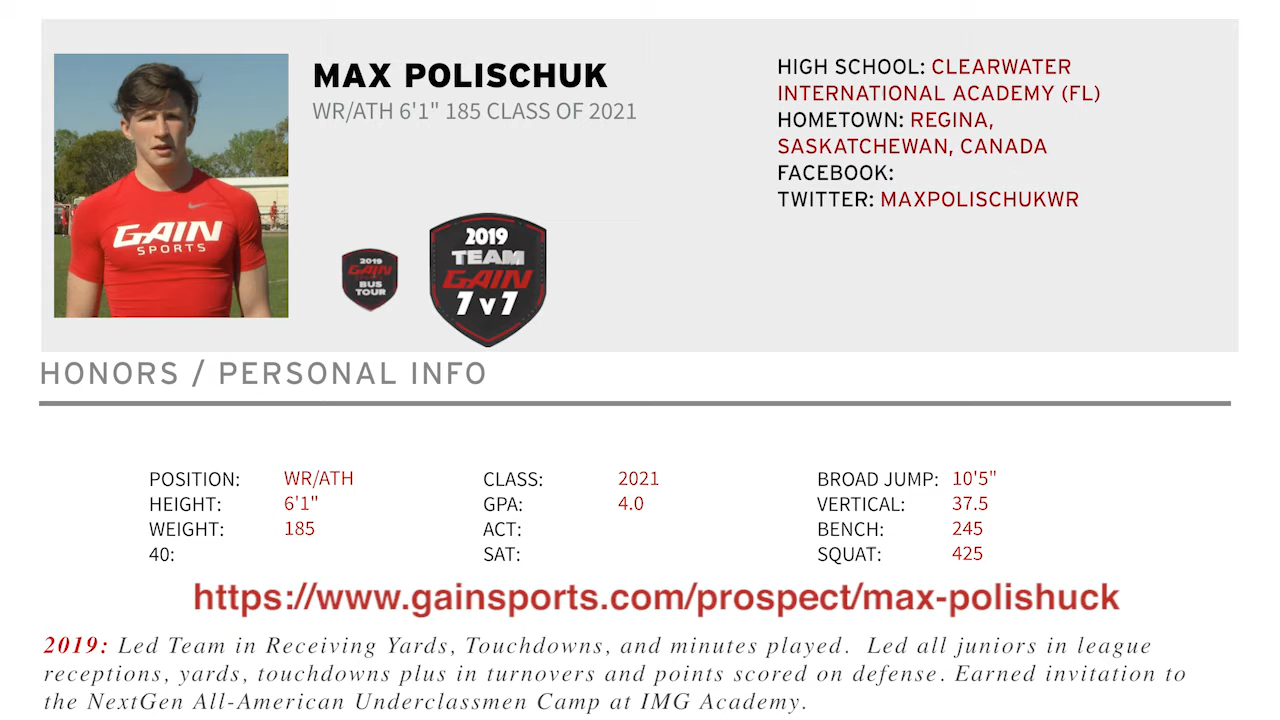 MAX POLISCHUK
WR/ATH 6'1" 185 CLASS OF 2021
HIGH SCHOOL: CLEARWATER
INTERNATIONAL ACADEMY (FL)
HOMETOWN: REGINA,
SASKATCHEWAN, CANADA
FACEBOOK:
TWITTER: MAXPOLISCHUKWR
GAIN
SPORTS
2019
GAIN
BUS
TOUR
2019
TEAM
GAIN
7 v 7
HONORS / PERSONAL INFO
POSITION: WR/ATH
HEIGHT: 6'1"
WEIGHT: 185
40:
CLASS: 2021
GPA: 4.0
ACT:
SAT:
BROAD JUMP: 10'5"
VERTICAL: 37.5
BENCH: 245
SQUAT: 425
https://www.gainsports.com/prospect/max-polishuck
2019: Led Team in Receiving Yards, Touchdowns, and minutes played. Led all juniors in league
receptions, yards, touchdowns plus in turnovers and points scored on defense. Earned invitation to
the NextGen All-American Underclassmen Camp at IMG Academy.